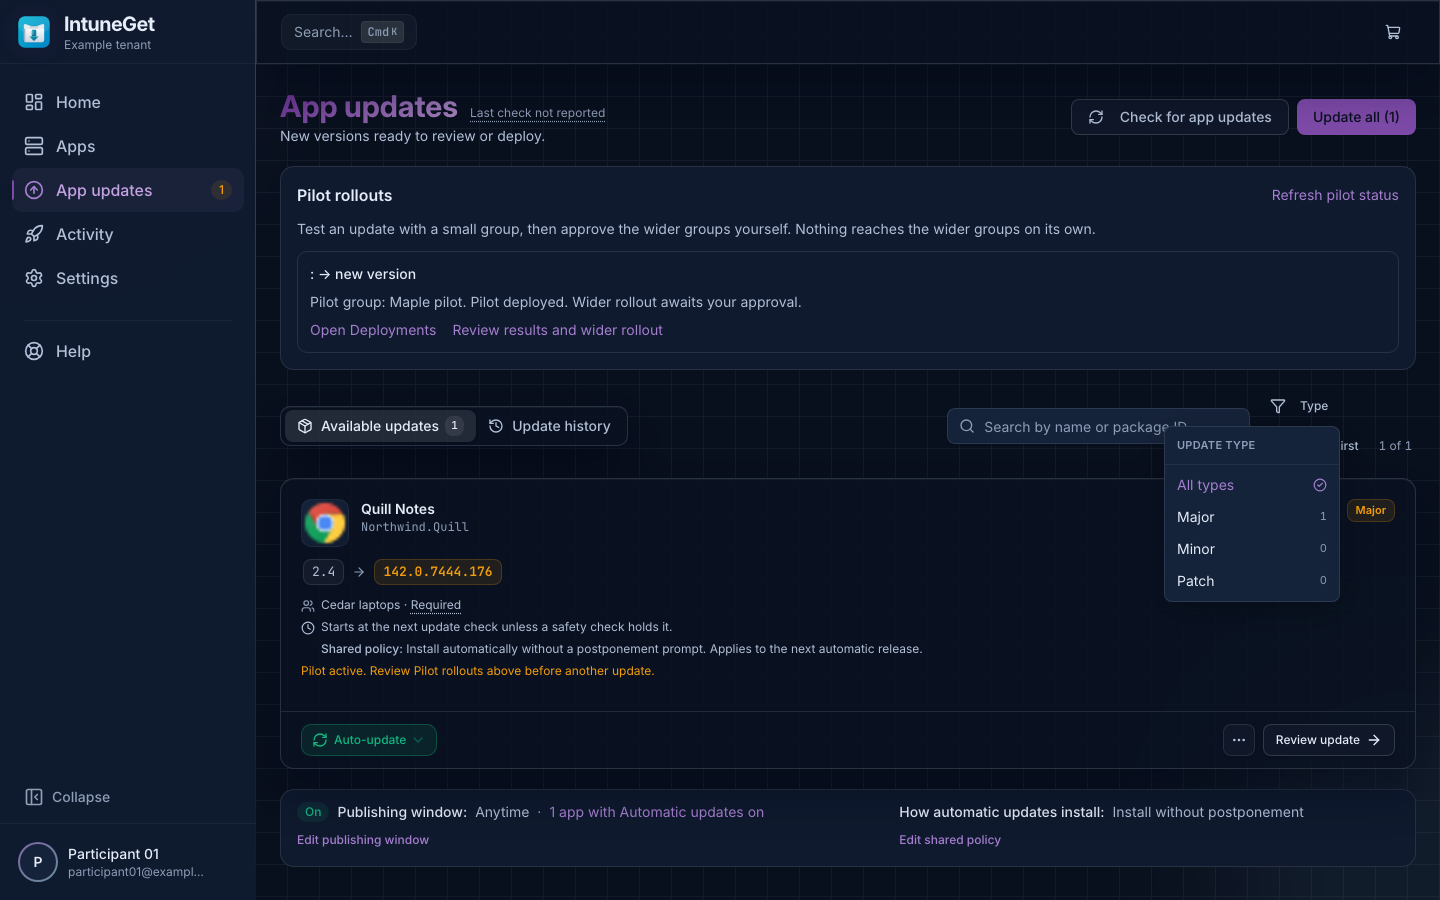 IntuneGet
Example tenant
Home
Apps
App updates 1
Activity
Settings
Help
Collapse
P
Participant 01
participant01@exampl...
Search... Cmd K
App updates Last check not reported
New versions ready to review or deploy.
Check for app updates
Update all (1)
Pilot rollouts
Refresh pilot status
Test an update with a small group, then approve the wider groups yourself. Nothing reaches the wider groups on its own.
: → new version
Pilot group: Maple pilot. Pilot deployed. Wider rollout awaits your approval.
Open Deployments Review results and wider rollout
Available updates 1
Update history
Search by name or package
Type
1 of 1
UPDATE TYPE
All types
Major 1
Minor 0
Patch 0
Quill Notes
Northwind.Quill
Major
2.4 → 142.0.7444.176
Cedar laptops · Required
Starts at the next update check unless a safety check holds it.
Shared policy: Install automatically without a postponement prompt. Applies to the next automatic release.
Pilot active. Review Pilot rollouts above before another update.
Auto-update
Review update →
On Publishing window: Anytime · 1 app with Automatic updates on
Edit publishing window
How automatic updates install: Install without postponement
Edit shared policy